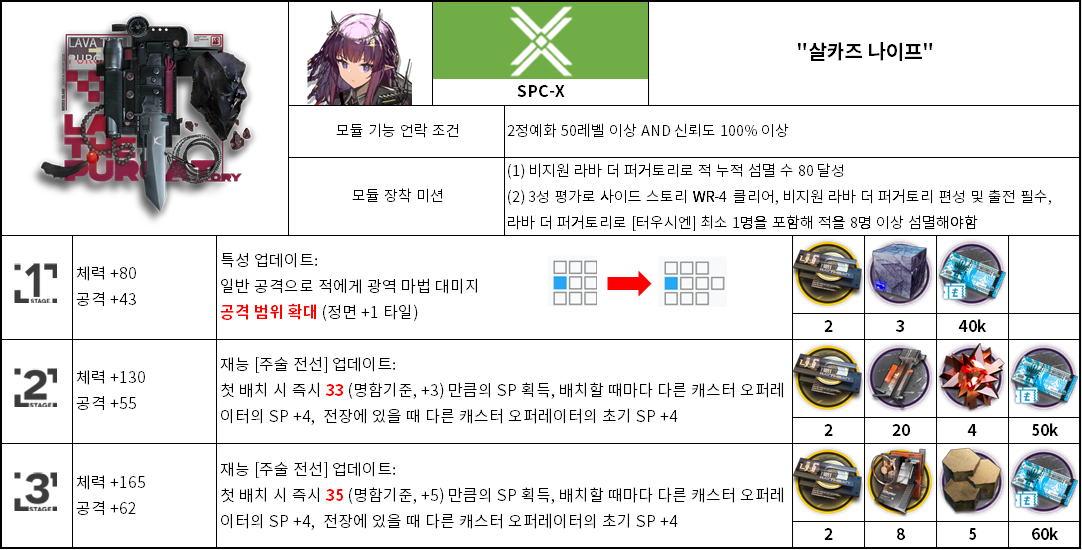 LAVA THE
PURGATORY
LAVA
THE
PURGATORY
SPC-X
"살카즈 나이프"
모듈 기능 언락 조건
2정예화 50레벨 이상 AND 신뢰도 100% 이상
모듈 장착 미션
(1) 비지원 라바 더 퍼거토리로 적 누적 섬멸 수 80 달성
(2) 3성 평가로 사이드 스토리 WR-4 클리어, 비지원 라바 더 퍼거토리 편성 및 출전 필수,
라바 더 퍼거토리로 [터우시엔] 최소 1명을 포함해 적을 8명 이상 섬멸해야함
1
STAGE
체력 +80
공격 +43
특성 업데이트:
일반 공격으로 적에게 광역 마법 대미지
공격 범위 확대 (정면 +1 타일)
2
3
40k
2
STAGE
체력 +130
공격 +55
재능 [주술 전선] 업데이트:
첫 배치 시 즉시 33 (명함기준, +3) 만큼의 SP 획득, 배치할 때마다 다른 캐스터 오퍼레
이터의 SP +4, 전장에 있을 때 다른 캐스터 오퍼레이터의 초기 SP +4
2
20
4
50k
3
STAGE
체력 +165
공격 +62
재능 [주술 전선] 업데이트:
첫 배치 시 즉시 35 (명함기준, +5) 만큼의 SP 획득, 배치할 때마다 다른 캐스터 오퍼레
이터의 SP +4, 전장에 있을 때 다른 캐스터 오퍼레이터의 초기 SP +4
2
8
5
60k